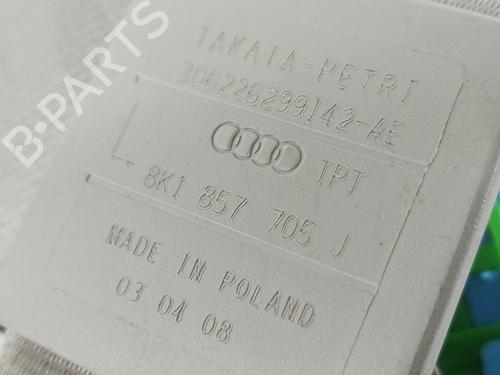 B-PARTS
TAKATA-PETRI
306226299142-AE
TPT
8K1 857 705 J
MADE IN POLAND
03 04 08